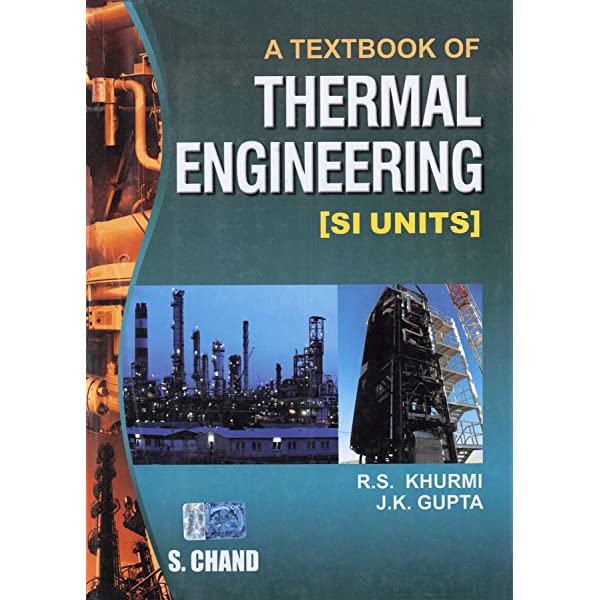 A TEXTBOOK OF
THERMAL
ENGINEERING
[SI UNITS]
R.S. KHURMI
J.K. GUPTA
S. CHAND